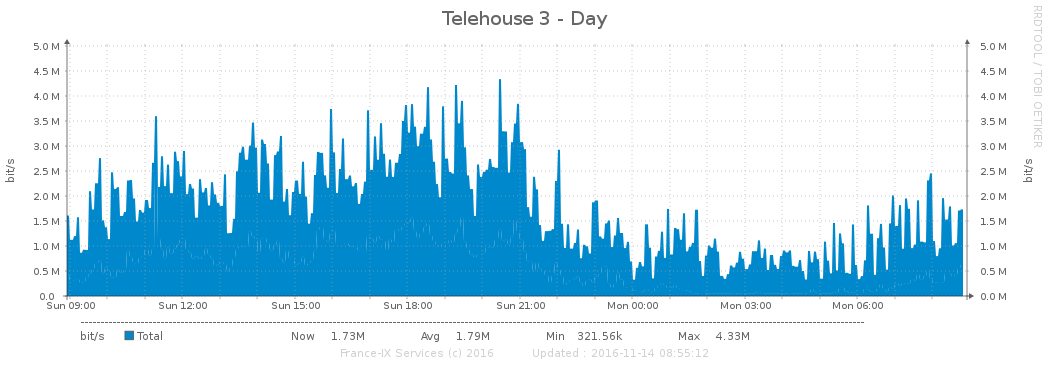 Telehouse 3 - Day
RRDTOOL / TOBI OETIKER
bit/s
5.0 M
4.5 M
4.0 M
3.5 M
3.0 M
2.5 M
2.0 M
1.5 M
1.0 M
0.5 M
0.0
5.0 M
4.5 M
4.0 M
3.5 M
3.0 M
2.5 M
2.0 M
1.5 M
1.0 M
0.5 M
0.0 M
bit/s
Sun 09:00 Sun 12:00 Sun 15:00 Sun 18:00 Sun 21:00 Mon 00:00 Mon 03:00 Mon 06:00
bit/s Total Now 1.73M Avg 1.79M Min 321.56k Max 4.33M
France-IX Services (c) 2016 Updated : 2016-11-14 08:55:12